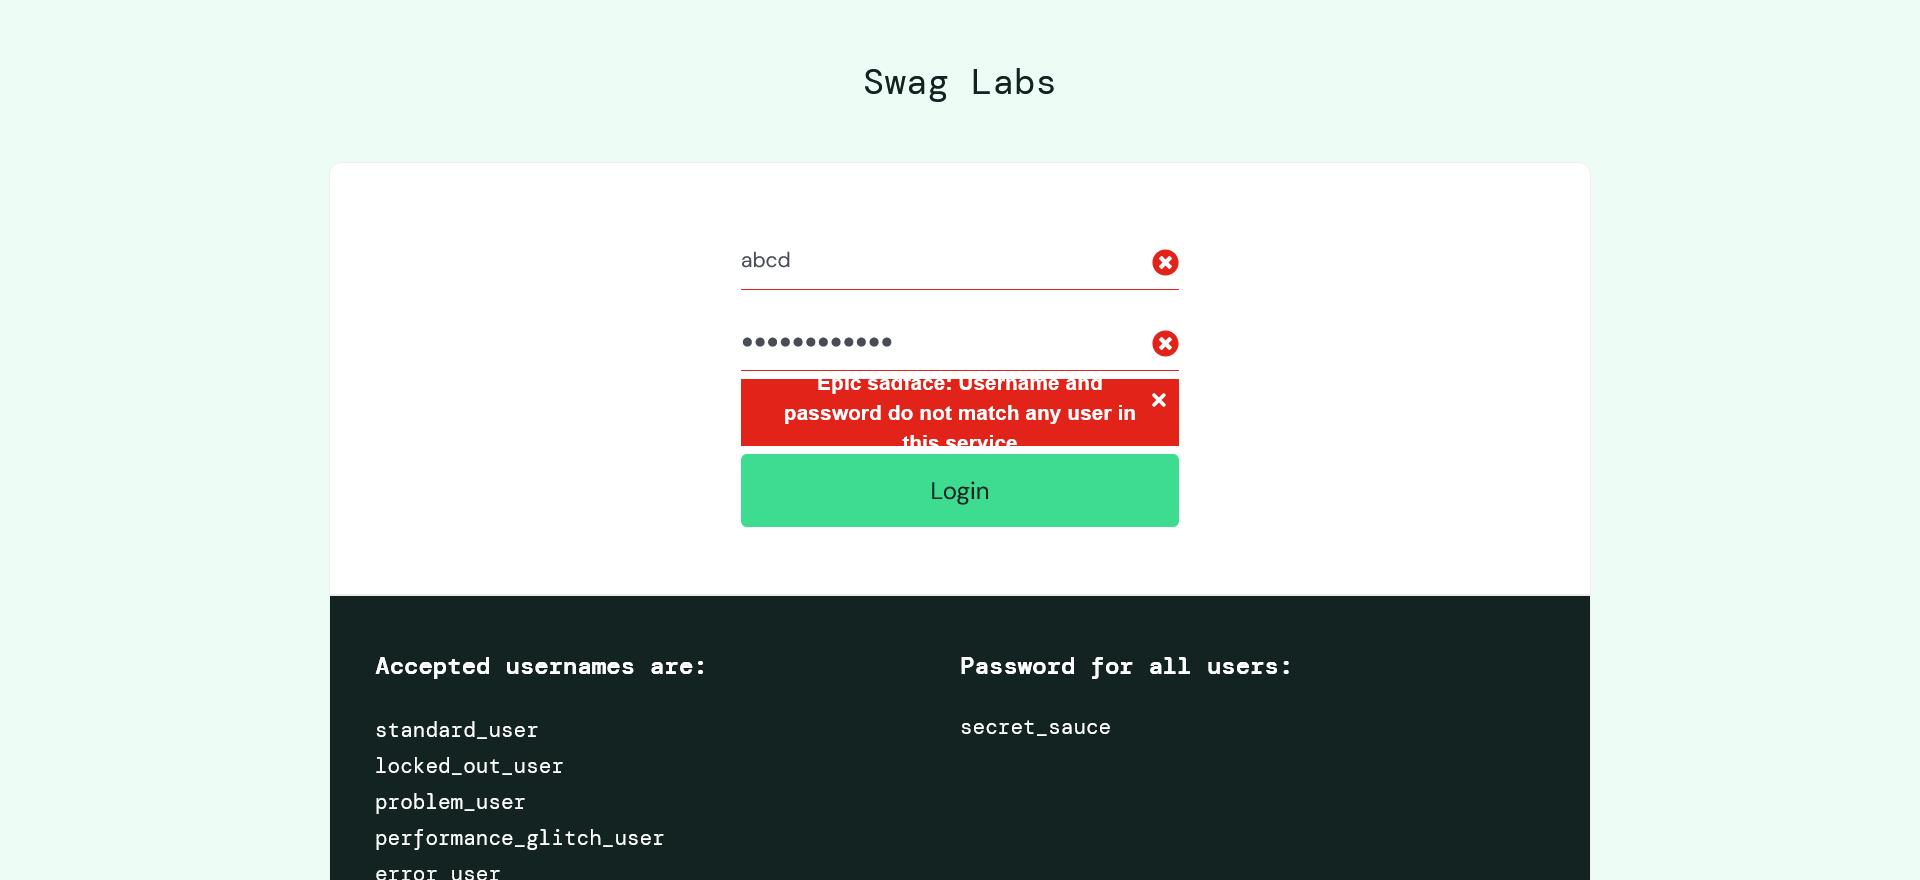 Swag Labs
abcd
••••••••••••
Epic sadface: Username and
password do not match any user in
this service
Login
Accepted usernames are:
Password for all users:
standard_user
locked_out_user
problem_user
performance_glitch_user
error_user
secret_sauce